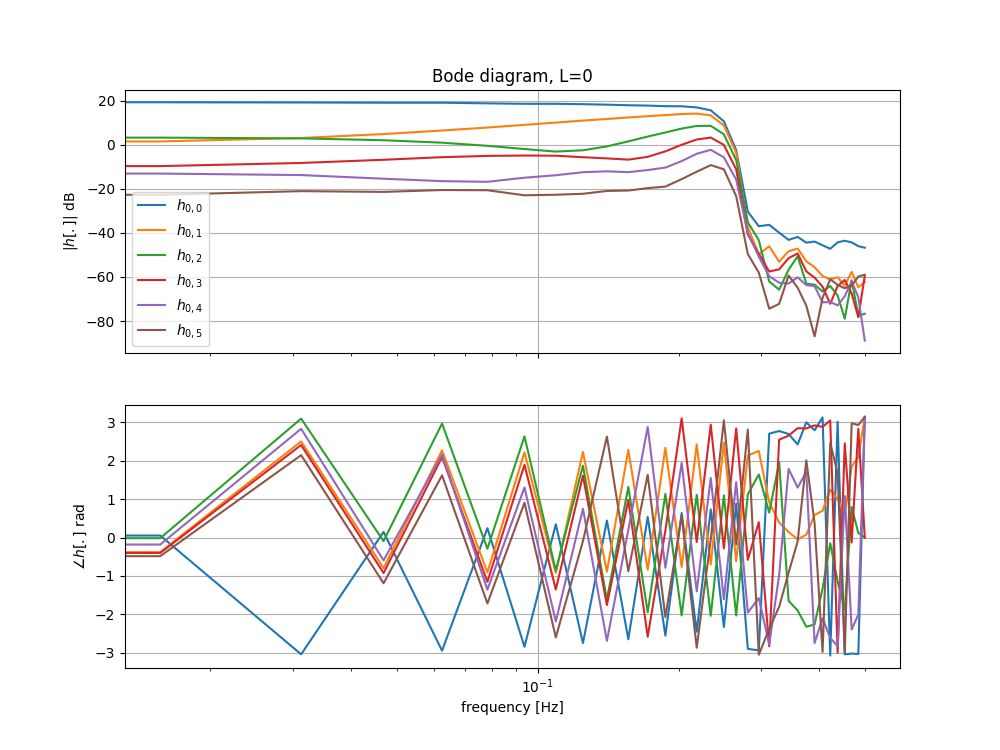 Bode diagram, L=0
|h[.]| dB
20
0
−20
−40
−60
−80
h0,0
h0,1
h0,2
h0,3
h0,4
h0,5
∠h[.] rad
3
2
1
0
−1
−2
−3
10−1
frequency [Hz]